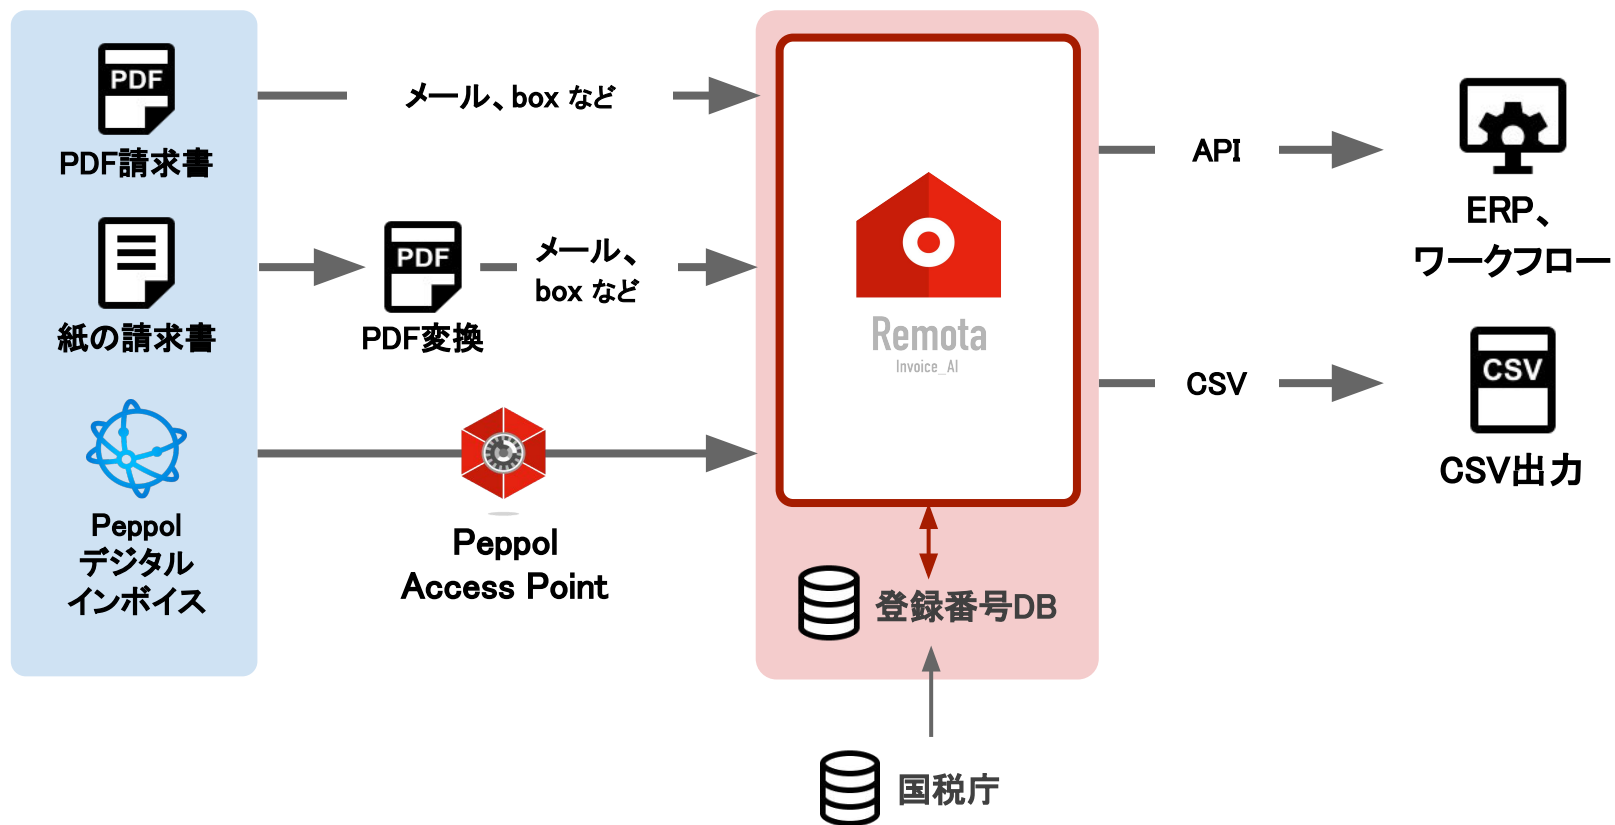 PDF
PDF請求書
メール、box など
紙の請求書
PDF
PDF変換
メール、
box など
Peppol
デジタル
インボイス
Peppol
Access Point
Remota
Invoice_AI
登録番号DB
国税庁
API
ERP、
ワークフロー
CSV
CSV
CSV出力